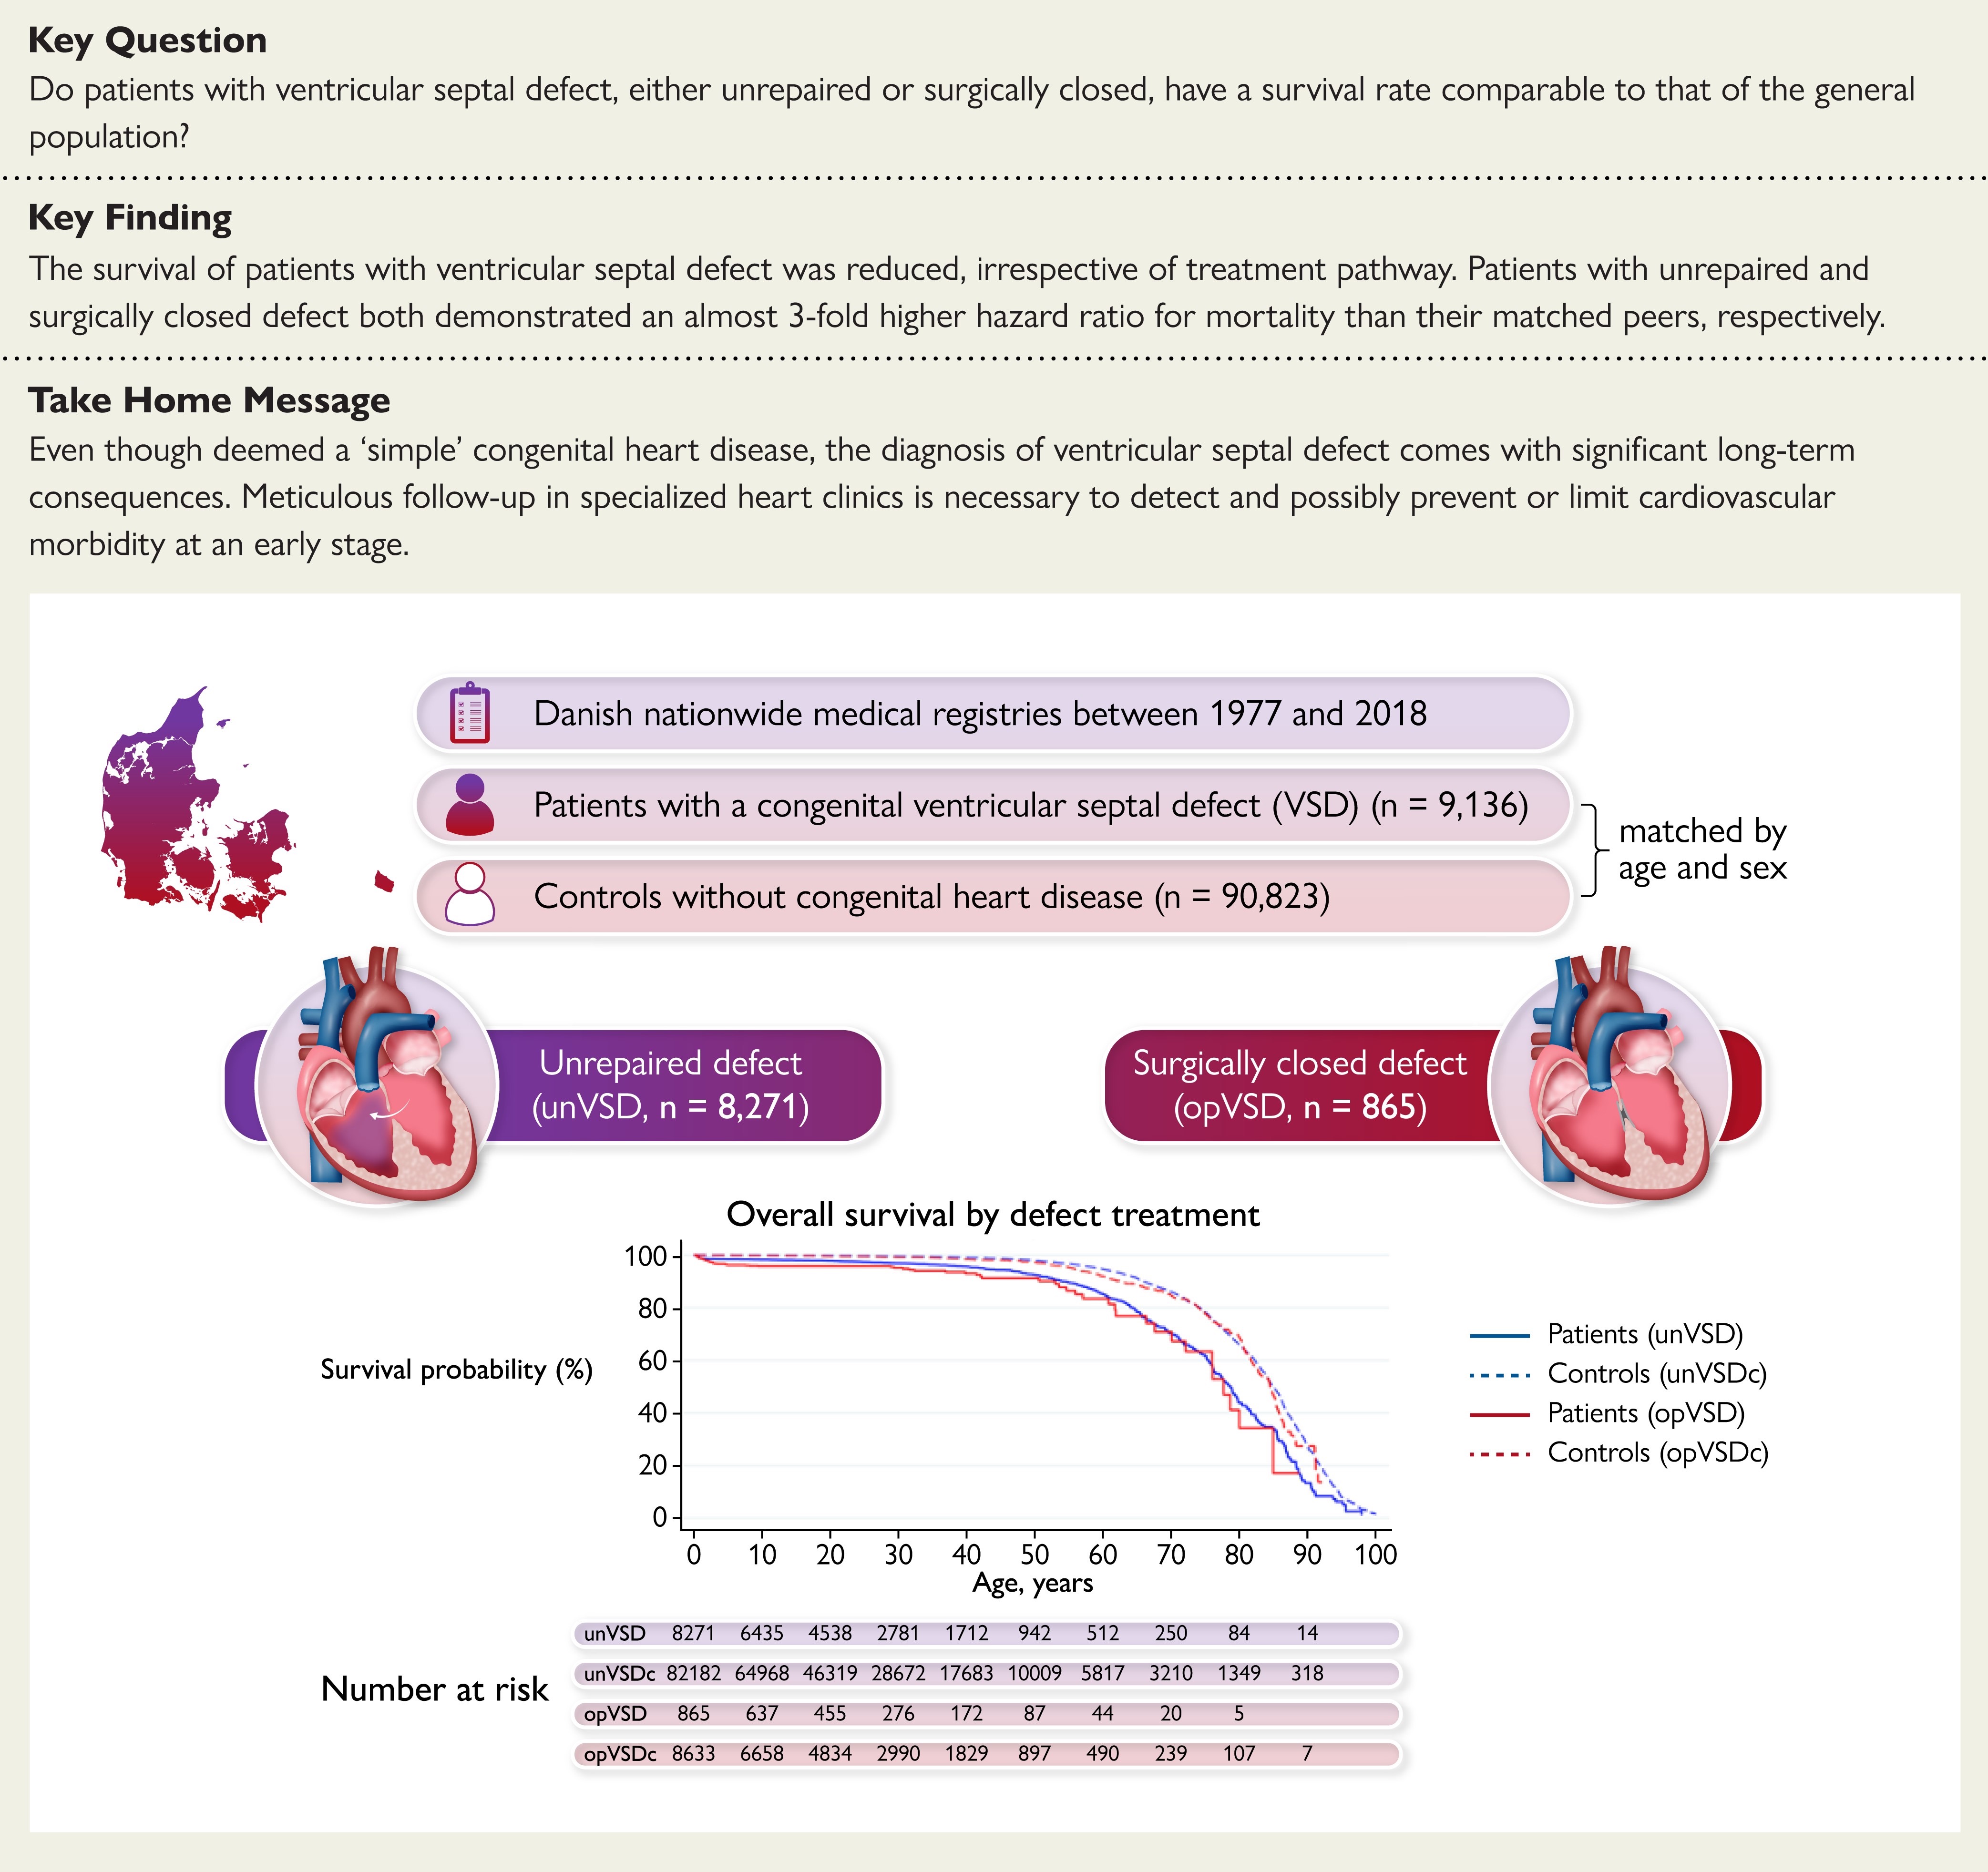 Key Question
Do patients with ventricular septal defect, either unrepaired or surgically closed, have a survival rate comparable to that of the general
population?
Key Finding
The survival of patients with ventricular septal defect was reduced, irrespective of treatment pathway. Patients with unrepaired and
surgically closed defect both demonstrated an almost 3-fold higher hazard ratio for mortality than their matched peers, respectively.
Take Home Message
Even though deemed a ‘simple’ congenital heart disease, the diagnosis of ventricular septal defect comes with significant long-term
consequences. Meticulous follow-up in specialized heart clinics is necessary to detect and possibly prevent or limit cardiovascular
morbidity at an early stage.
Danish nationwide medical registries between 1977 and 2018
Patients with a congenital ventricular septal defect (VSD) (n = 9,136)
Controls without congenital heart disease (n = 90,823)
matched by
age and sex
Unrepaired defect
(unVSD, n = 8,271)
Surgically closed defect
(opVSD, n = 865)
Overall survival by defect treatment
Survival probability (%)
100
80
60
40
20
0
0 10 20 30 40 50 60 70 80 90 100
Age, years
Patients (unVSD)
Controls (unVSDc)
Patients (opVSD)
Controls (opVSDc)
Number at risk
unVSD 8271 6435 4538 2781 1712 942 512 250 84 14
unVSDc 82182 64968 46319 28672 17683 10009 5817 3210 1349 318
opVSD 865 637 455 276 172 87 44 20 5
opVSDc 8633 6658 4834 2990 1829 897 490 239 107 7